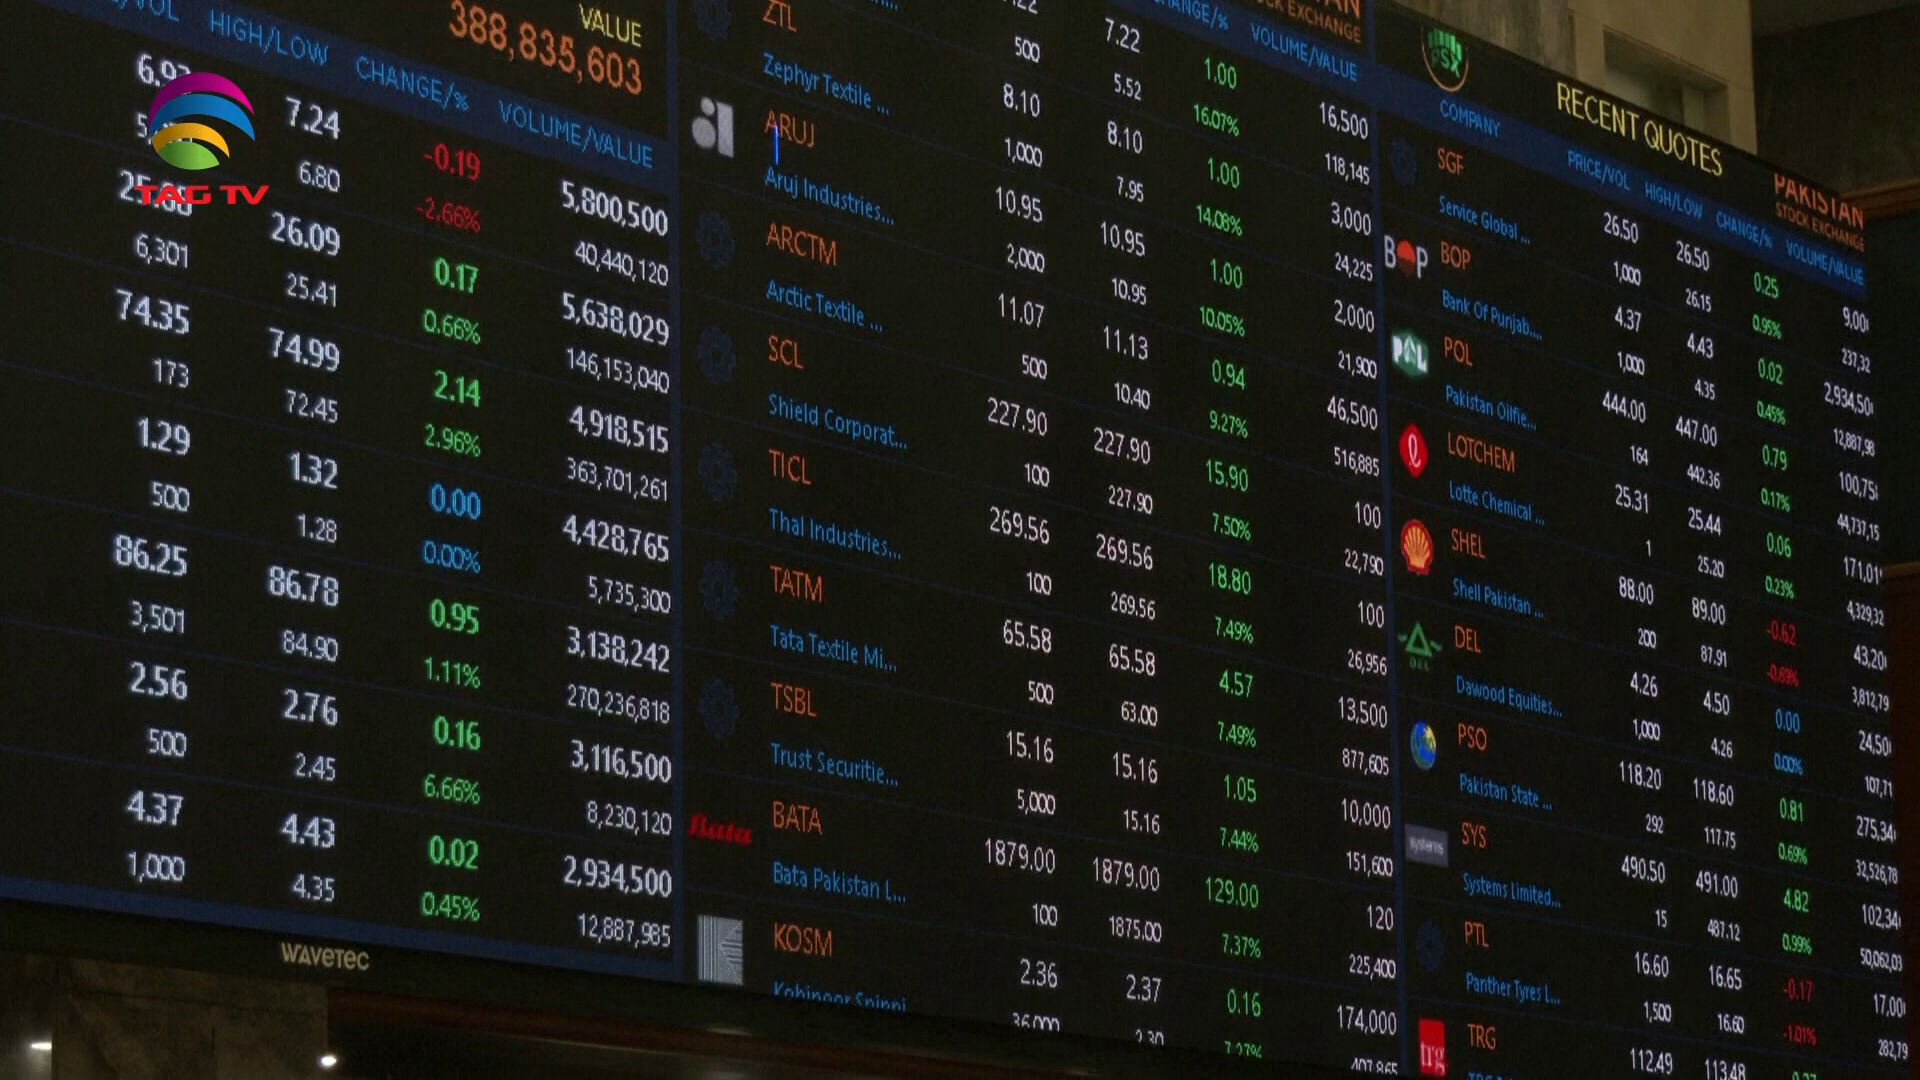 VALUE
388,835,603
HIGH/LOW CHANGE/% VOLUME/VALUE
7.24 -0.19 5,800,500
6.80 -2.66% 40,440,120
26.09 0.17 5,638,029
6,301 25.41 0.66% 146,153,040
74.35 74.99 2.14 4,918,515
173 72.45 2.96% 363,701,261
1.29 1.32 0.00 4,428,765
500 1.28 0.00% 5,735,300
86.25 86.78 0.95 3,138,242
3,501 84.90 1.11% 270,236,818
2.56 2.76 0.16 3,116,500
500 2.45 6.66% 8,230,120
4.37 4.43 0.02 2,934,500
1,000 4.35 0.45% 12,887,985
WAVETEC
TAG TV
STOCK EXCHANGE
VOLUME/VALUE
ZTL 7.22 1.00 16,500
Zephyr Textile ... 500 5.52 16.07% 118,145
ARUJ 8.10 8.10 1.00 3,000
Aruj Industries... 1,000 7.95 14.08% 24,225
ARCTM 10.95 10.95 1.00 2,000
Arctic Textile ... 2,000 10.95 10.05% 21,900
SCL 11.07 11.13 0.94 46,500
Shield Corporat... 500 10.40 9.27% 516,885
TICL 227.90 227.90 15.90 100
Thal Industries... 100 227.90 7.50% 22,790
TATM 269.56 269.56 18.80 100
Tata Textile Mi... 100 269.56 7.49% 26,956
TSBL 65.58 65.58 4.57 13,500
Trust Securitie... 500 63.00 7.49% 877,605
BATA 15.16 15.16 1.05 10,000
Bata Pakistan L... 5,000 15.16 7.44% 151,600
KOSM 1879.00 1879.00 129.00 120
100 1875.00 7.37% 225,400
2.36 2.37 0.16 174,000
Bata
PSX
RECENT QUOTES
PAKISTAN
STOCK EXCHANGE
COMPANY PRICE/VOL HIGH/LOW CHANGE/% VOLUME/VALUE
SGF 26.50 26.50 0.25
Service Global ... 1,000 26.15 0.95%
BOP BOP 4.37 4.43 0.02
Bank Of Punjab.... 1,000 4.35 0.45%
POL POL 444.00 447.00 0.79
Pakistan Oilfie... 164 442.36 0.17%
LOTCHEM 25.31 25.44 0.06
Lotte Chemical ... 1 25.20 0.23%
SHEL 88.00 89.00 -0.62
Shell Pakistan ... 200 87.91 -0.69%
DEL 4.26 4.50 0.00
Dawood Equities... 1,000 4.26 0.00%
PSO 118.20 118.60 0.81
Pakistan State ... 292 117.75 0.69%
systems SYS 490.50 491.00 4.82
Systems Limited... 15 487.12 0.99%
PTL 16.60 16.65 -0.17
Panther Tyres L... 1,500 16.60 -1.01%
trg TRG 112.49 113.48